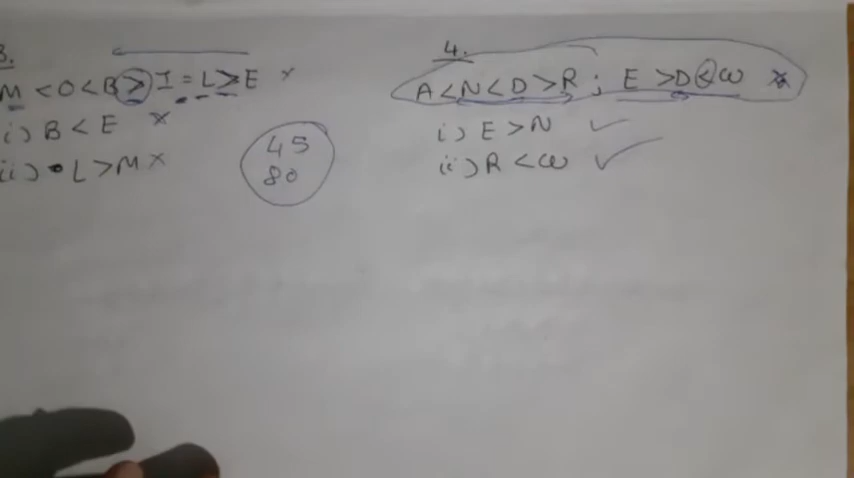 3.
M < O < B ≥ I = L ≥ E ×
i) B < E ×
ii) L > M ×
45
80
4.
A < N < D > R ; E > D < W ×
i) E > N ✓
ii) R < W ✓